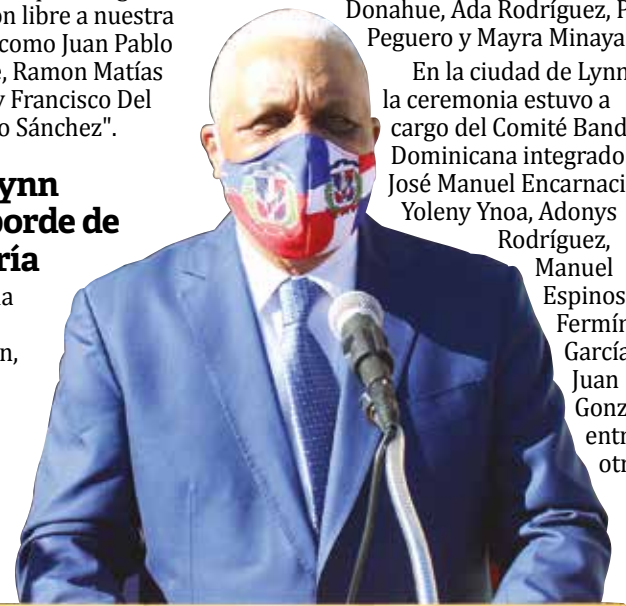 n libre a nuestra
como Juan Pablo
, Ramon Matías
y Francisco Del
o Sánchez".
ynn
orde de
ría
a
n,
Donahue, Ada Rodríguez, P
Peguero y Mayra Minaya
En la ciudad de Lynn
la ceremonia estuvo a
cargo del Comité Band
Dominicana integrado
José Manuel Encarnaci
Yoleny Ynoa, Adonys
Rodríguez,
Manuel
Espinos
Fermín
García
Juan
Gonz
entr
otr